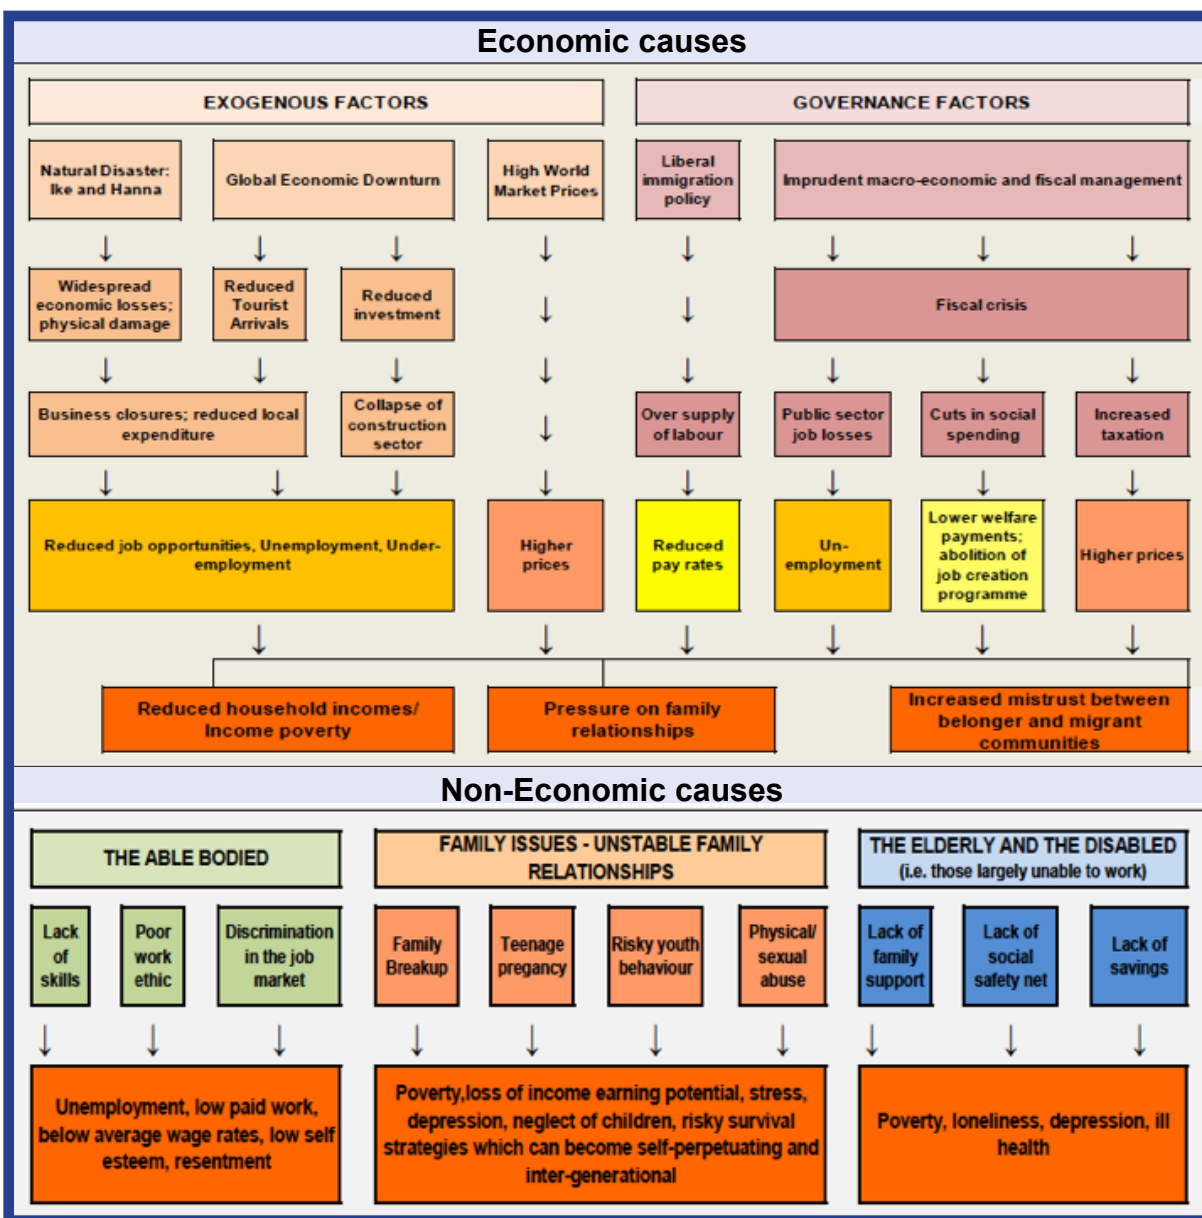 Economic causes
EXOGENOUS FACTORS
GOVERNANCE FACTORS
Natural Disaster:
Ike and Hanna
Global Economic Downturn
High World
Market Prices
Liberal
immigration
policy
Imprudent macro-economic and fiscal management
Widespread
economic losses;
physical damage
Reduced
Tourist
Arrivals
Reduced
investment
Fiscal crisis
Business closures; reduced local
expenditure
Collapse of
construction
sector
Over supply
of labour
Public sector
job losses
Cuts in social
spending
Increased
taxation
Reduced job opportunities, Unemployment, Under-
employment
Higher
prices
Reduced
pay rates
Un-
employment
Lower welfare
payments;
abolition of
job creation
programme
Higher prices
Reduced household incomes/
Income poverty
Pressure on family
relationships
Increased mistrust between
belonger and migrant
communities
Non-Economic causes
THE ABLE BODIED
FAMILY ISSUES - UNSTABLE FAMILY
RELATIONSHIPS
THE ELDERLY AND THE DISABLED
(i.e. those largely unable to work)
Lack
of
skills
Poor
work
ethic
Discrimination
in the job
market
Family
Breakup
Teenage
pregancy
Risky youth
behaviour
Physical/
sexual
abuse
Lack of
family
support
Lack of
social
safety net
Lack of
savings
Unemployment, low paid work,
below average wage rates, low self
esteem, resentment
Poverty,loss of income earning potential, stress,
depression, neglect of children, risky survival
strategies which can become self-perpetuating and
inter-generational
Poverty, loneliness, depression, ill
health